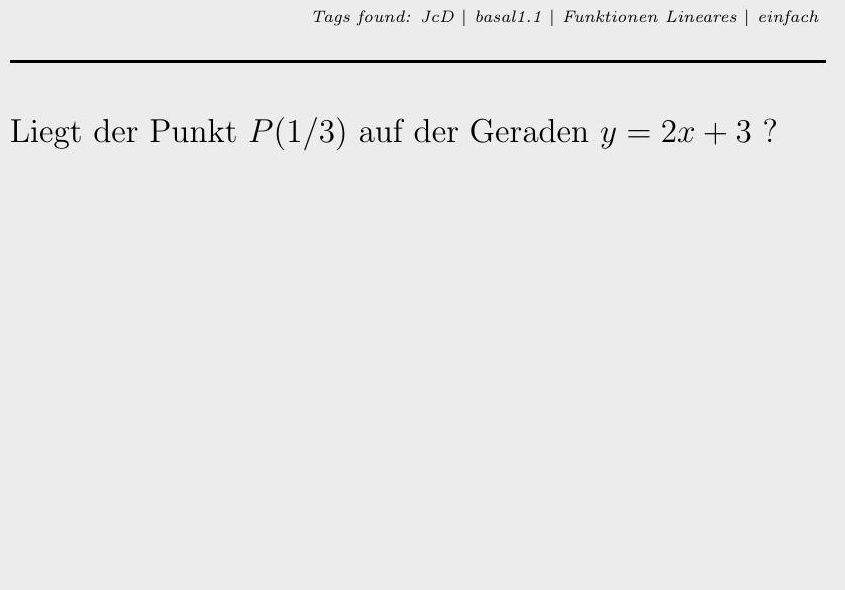 Tags found: JcD | basal1.1 | Funktionen Lineares | einfach
Liegt der Punkt P(1/3) auf der Geraden y = 2x + 3 ?